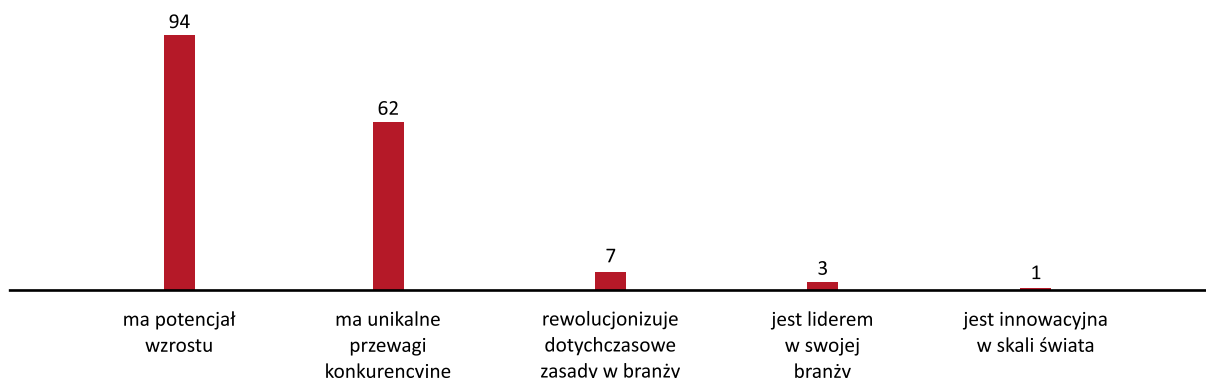 94
62
7
3
1
ma potencjał
wzrostu
ma unikalne
przewagi
konkurencyjne
rewolucjonizuje
dotychczasowe
zasady w branży
jest liderem
w swojej
branży
jest innowacyjna
w skali świata